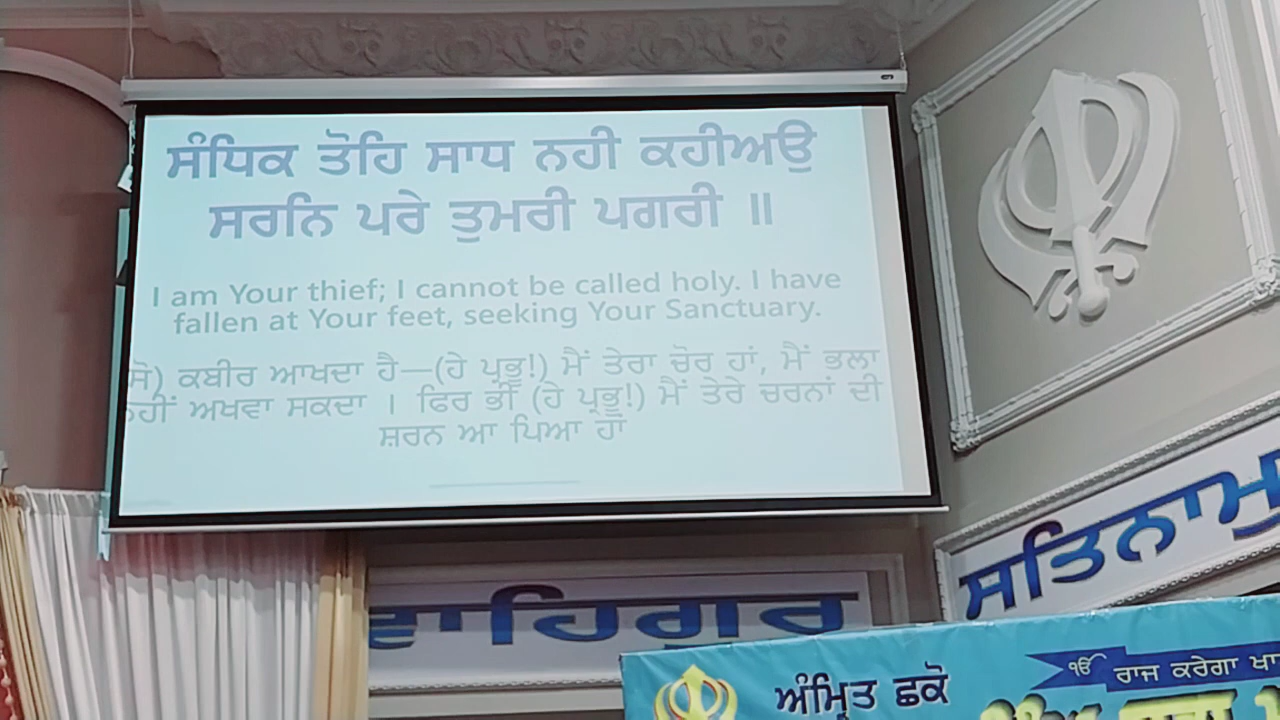 ਸੰਧਿਕ ਤੋਹਿ ਸਾਧ ਨਹੀ ਕਹੀਅਉ
ਸਰਨਿ ਪਰੇ ਤੁਮਰੀ ਪਗਰੀ ॥
I am Your thief; I cannot be called holy. I have
fallen at Your feet, seeking Your Sanctuary.
ਸੋ) ਕਬੀਰ ਆਖਦਾ ਹੈ—(ਹੇ ਪ੍ਰਭੂ!) ਮੈਂ ਤੇਰਾ ਚੋਰ ਹਾਂ, ਮੈਂ ਭਲਾ
ਨਹੀਂ ਅਖਵਾ ਸਕਦਾ । ਫਿਰ ਭੀ (ਹੇ ਪ੍ਰਭੂ!) ਮੈਂ ਤੇਰੇ ਚਰਨਾਂ ਦੀ
ਸ਼ਰਨ ਆ ਪਿਆ ਹਾਂ
ਸਤਿਨਾਮੁ
ਵਾਹਿਗੁਰ
ੴ ਰਾਜ ਕਰੇਗਾ
ਅੰਮ੍ਰਿਤ ਛਕੋ